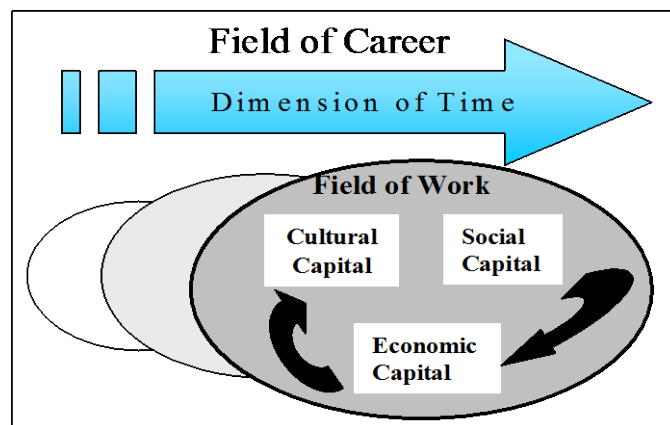 Field of Career
Dimension of Time
Field of Work
Cultural
Capital
Social
Capital
Economic
Capital